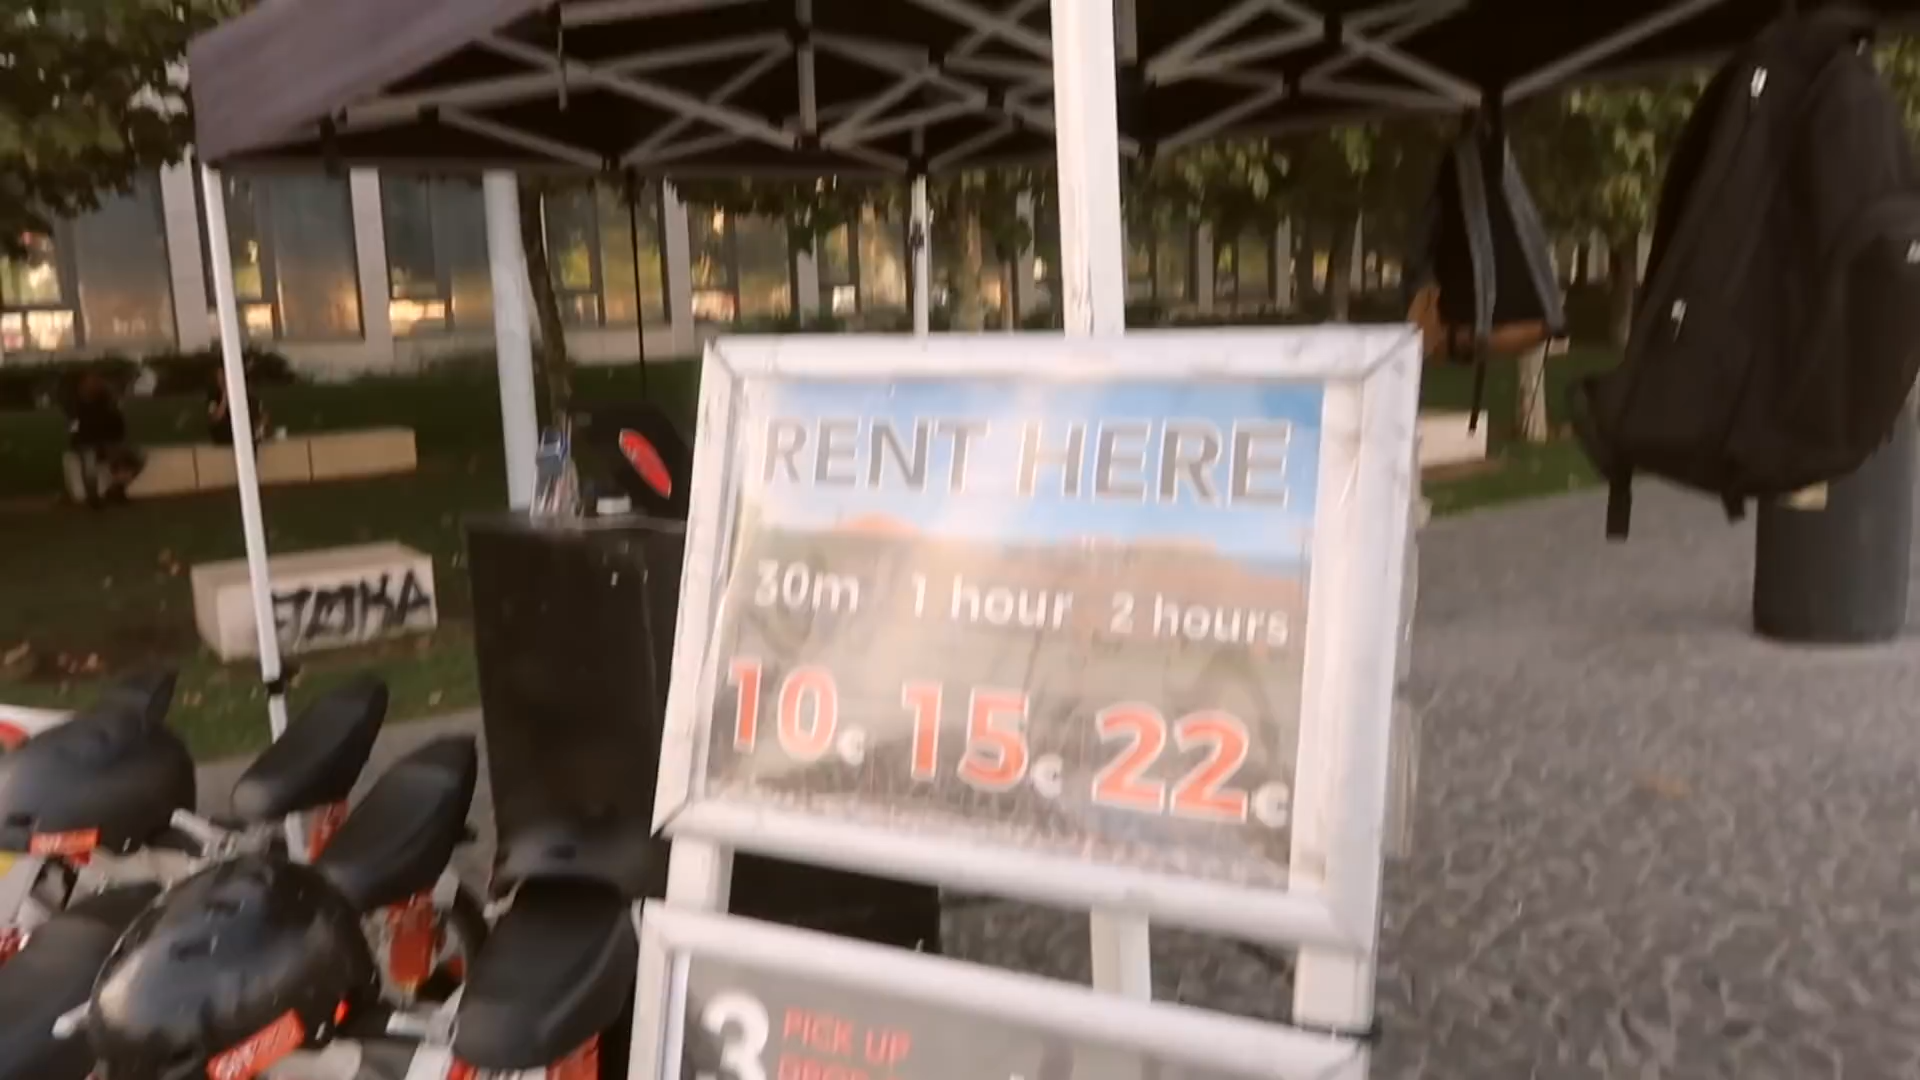 RENT HERE
30m 1 hour 2 hours
10€ 15€ 22€
3 PICK UP